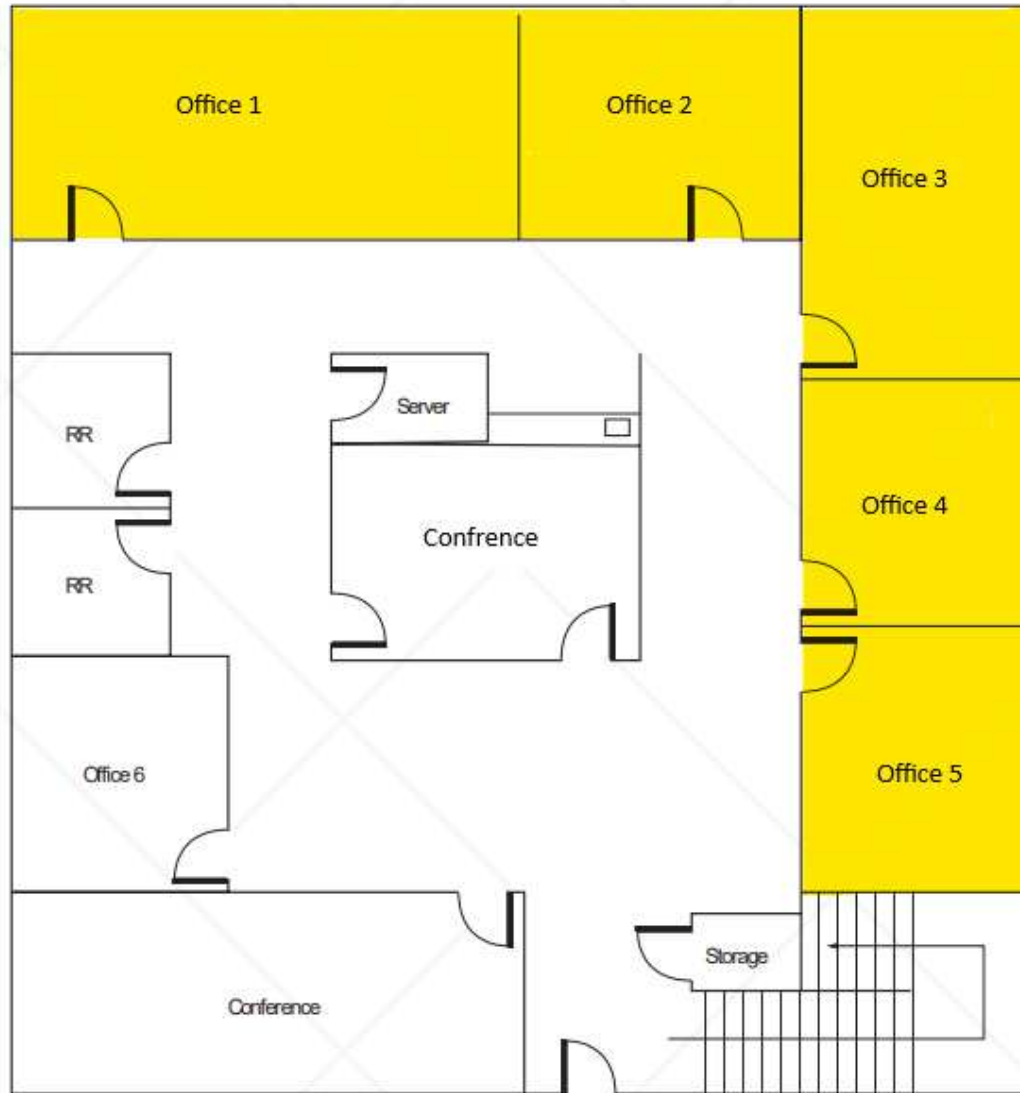 Office 1
Office 2
Office 3
Server
RR
Office 4
Confrence
RR
Office 6
Office 5
Storage
Conference